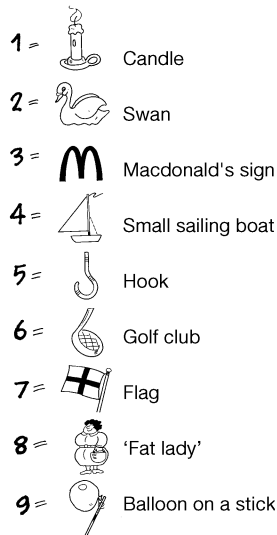 1 = Candle
2 = Swan
3 = Macdonald's sign
4 = Small sailing boat
5 = Hook
6 = Golf club
7 = Flag
8 = ‘Fat lady’
9 = Balloon on a stick